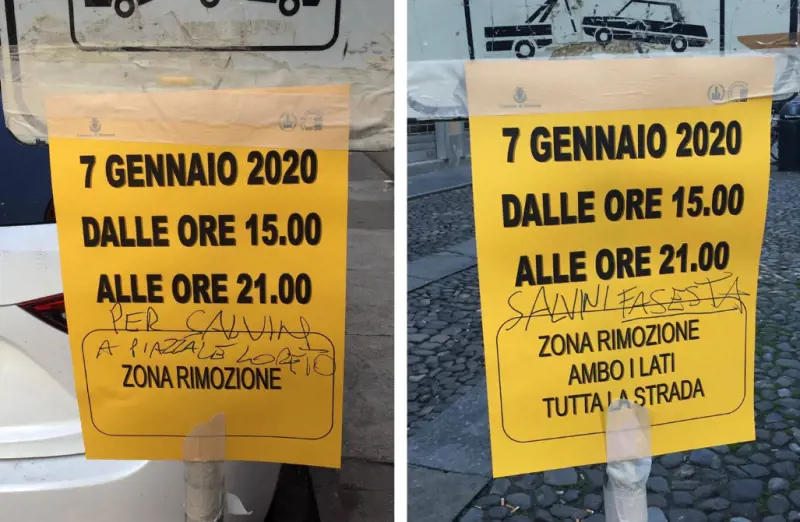 7 GENNAIO 2020
DALLE ORE 15.00
ALLE ORE 21.00
PER SALVINI
A PIAZZALE LORETO
ZONA RIMOZIONE
7 GENNAIO 2020
DALLE ORE 15.00
ALLE ORE 21.00
SALVINI FASCISTA
ZONA RIMOZIONE
AMBO I LATI
TUTTA LA STRADA